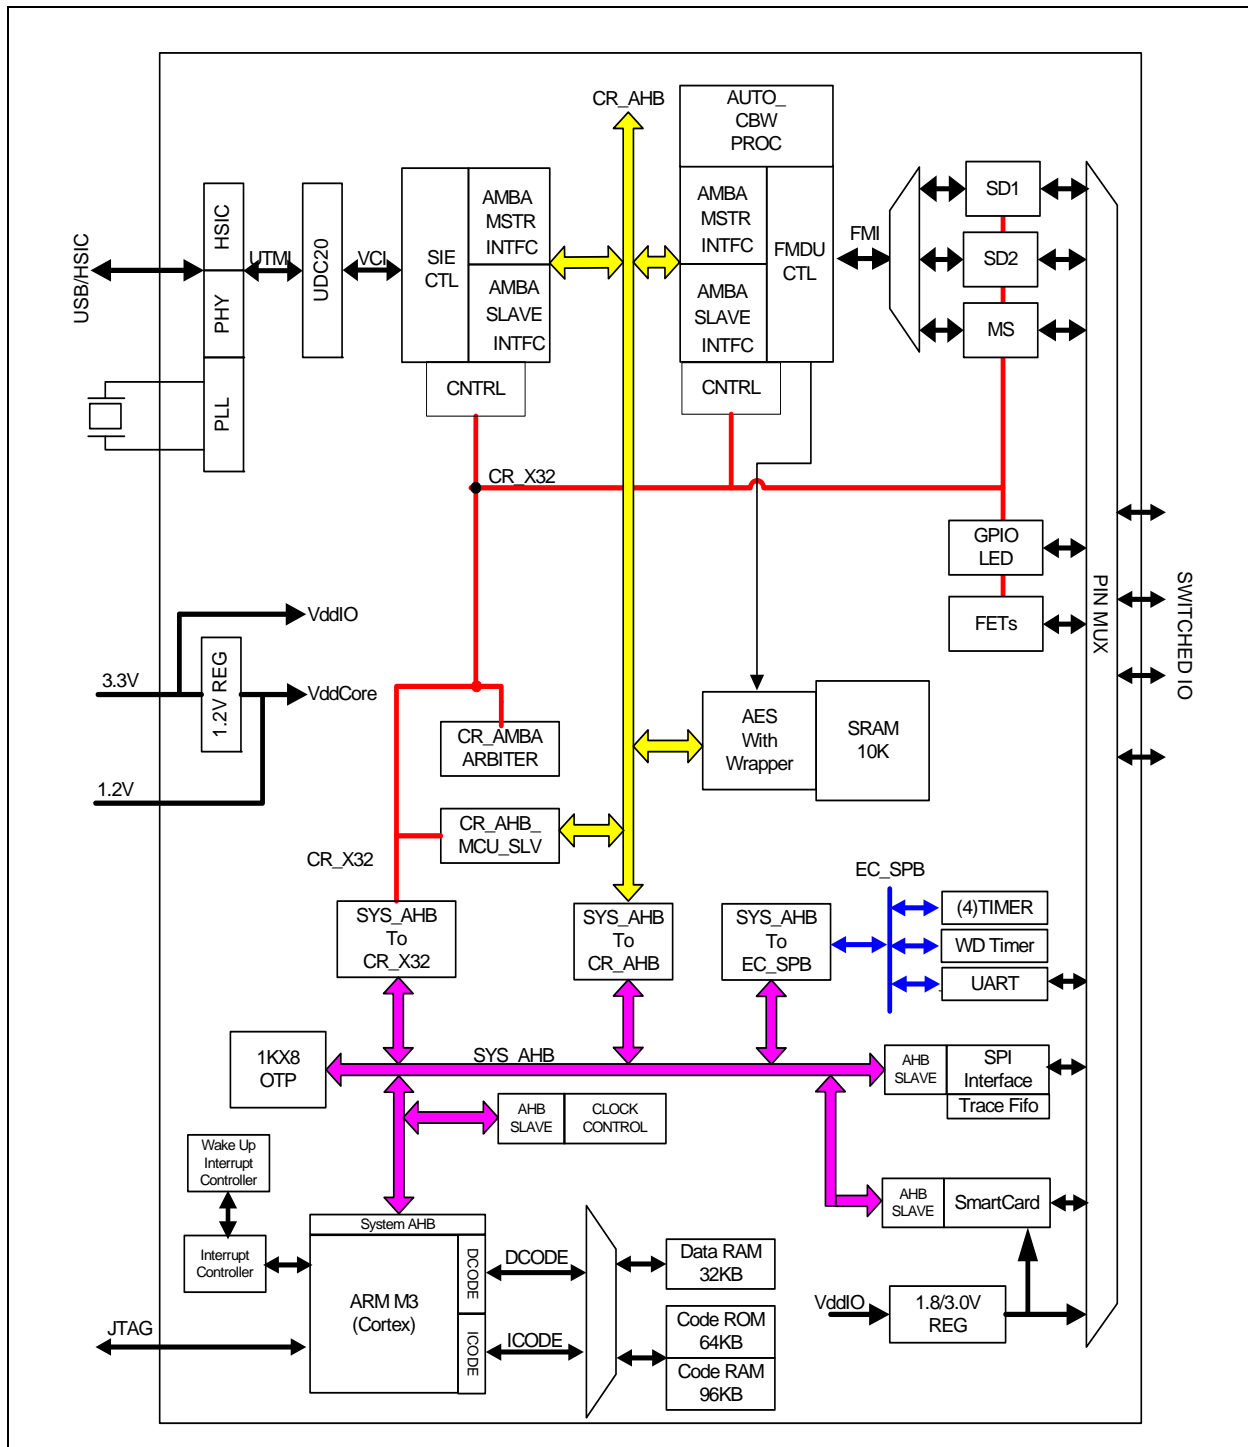 CR_AHB
AUTO_
CBW
PROC
USB/HSIC
HSIC
PHY
PLL
UTMI
UDC20
VCI
SIE
CTL
AMBA
MSTR
INTFC
AMBA
SLAVE
INTFC
CNTRL
AMBA
MSTR
INTFC
AMBA
SLAVE
INTFC
FMDU
CTL
CNTRL
FMI
SD1
SD2
MS
CR_X32
GPIO
LED
FETs
PIN MUX
SWITCHED IO
VddIO
3.3V
1.2V REG
VddCore
1.2V
CR_AMBA
ARBITER
AES
With
Wrapper
SRAM
10K
CR_AHB_
MCU_SLV
CR_X32
SYS_AHB
To
CR_X32
SYS_AHB
To
CR_AHB
SYS_AHB
To
EC_SPB
EC_SPB
(4)TIMER
WD Timer
UART
1KX8
OTP
SYS_AHB
AHB
SLAVE
SPI
Interface
Trace Fifo
AHB
SLAVE
CLOCK
CONTROL
Wake Up
Interrupt
Controller
Interrupt
Controller
AHB
SLAVE
SmartCard
System AHB
ARM M3
(Cortex)
DCODE
ICODE
DCODE
ICODE
Data RAM
32KB
Code ROM
64KB
Code RAM
96KB
VddIO
1.8/3.0V
REG
JTAG